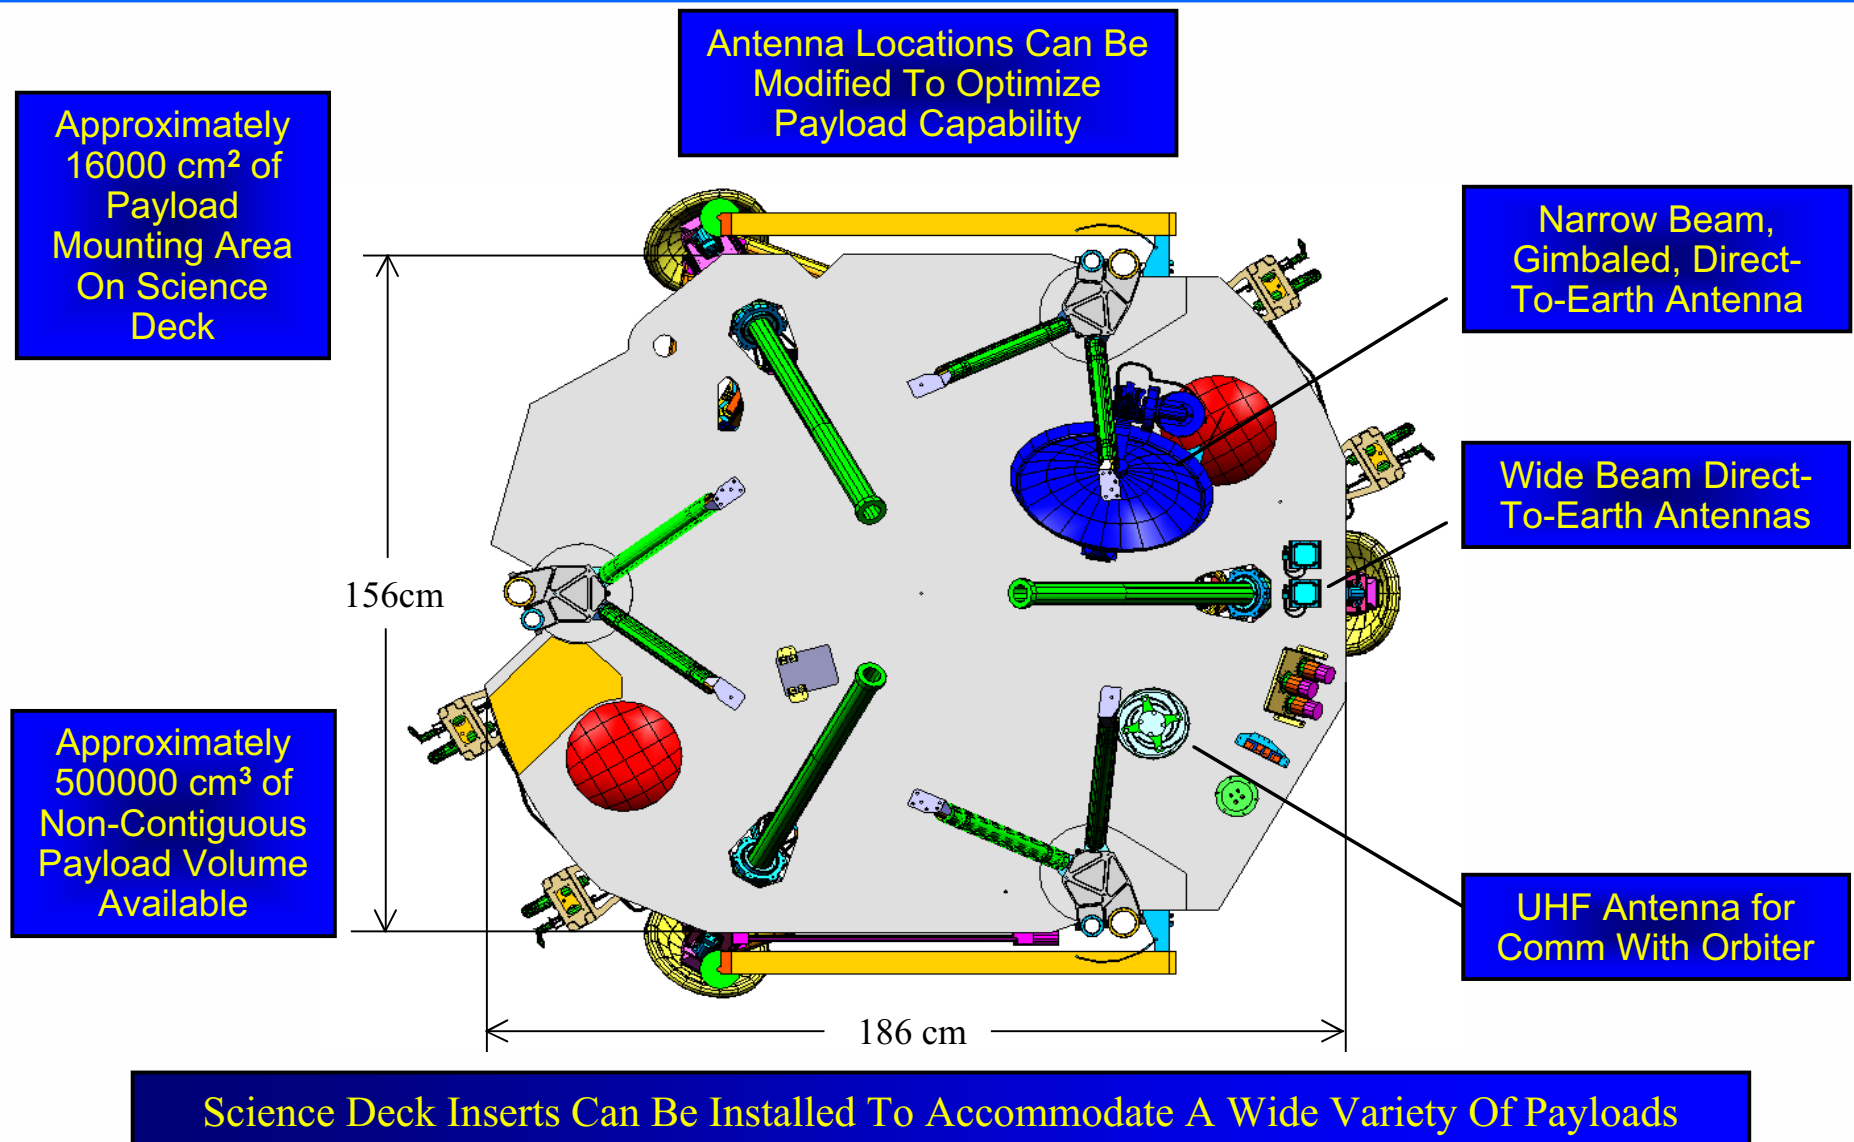 Antenna Locations Can Be
Modified To Optimize
Payload Capability
Approximately
16000 cm² of
Payload
Mounting Area
On Science
Deck
Narrow Beam,
Gimbaled, Direct-
To-Earth Antenna
Wide Beam Direct-
To-Earth Antennas
156cm
Approximately
500000 cm³ of
Non-Contiguous
Payload Volume
Available
UHF Antenna for
Comm With Orbiter
186 cm
Science Deck Inserts Can Be Installed To Accommodate A Wide Variety Of Payloads